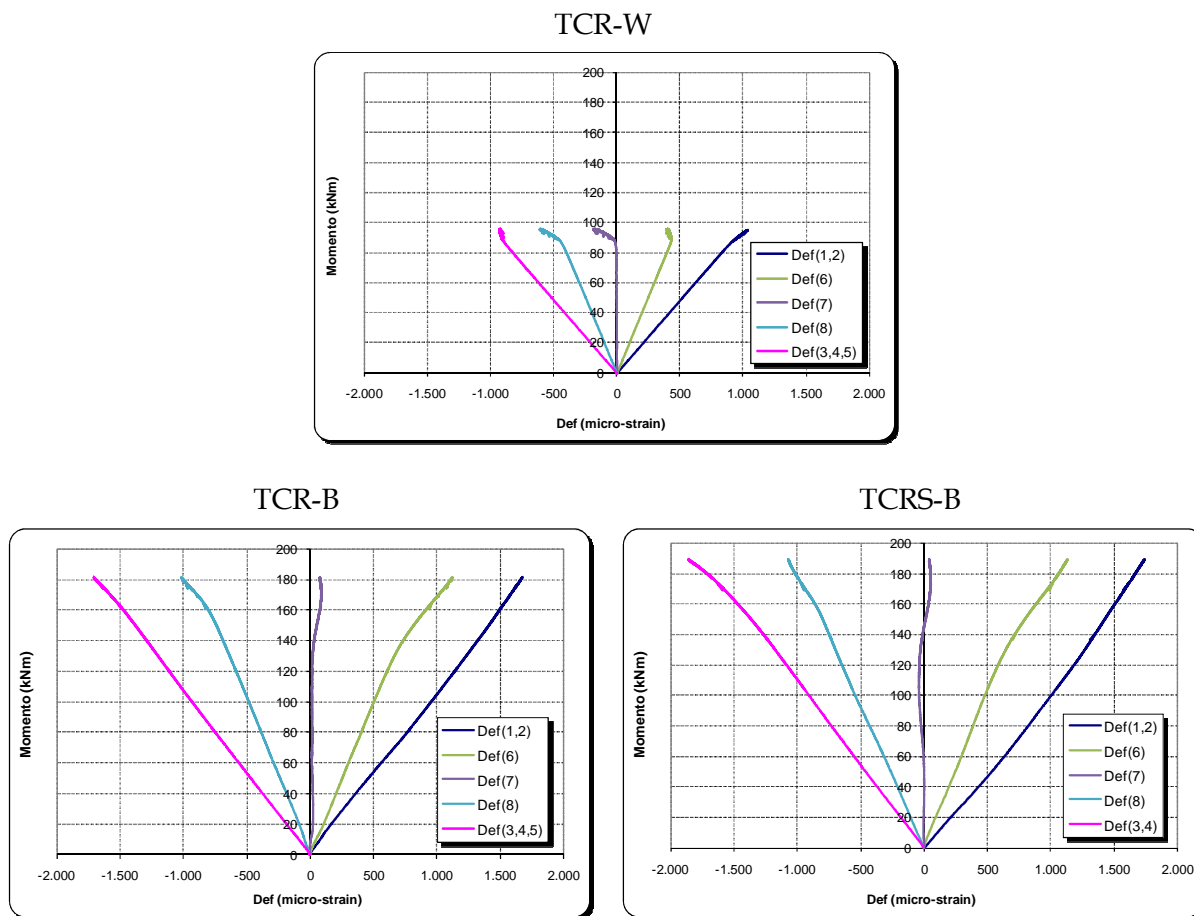 TCR-W
200
180
160
140
120
100
80
60
40
20
0
-2.000 -1.500 -1.000 -500 0 500 1.000 1.500 2.000
Momento (kNm)
Def (micro-strain)
Def(1,2)
Def(6)
Def(7)
Def(8)
Def(3,4,5)
TCR-B
200
180
160
140
120
100
80
60
40
20
0
-2.000 -1.500 -1.000 -500 0 500 1.000 1.500 2.000
Momento (kNm)
Def (micro-strain)
Def(1,2)
Def(6)
Def(7)
Def(8)
Def(3,4,5)
TCRS-B
200
180
160
140
120
100
80
60
40
20
0
-2.000 -1.500 -1.000 -500 0 500 1.000 1.500 2.000
Momento (kNm)
Def (micro-strain)
Def(1,2)
Def(6)
Def(7)
Def(8)
Def(3,4)